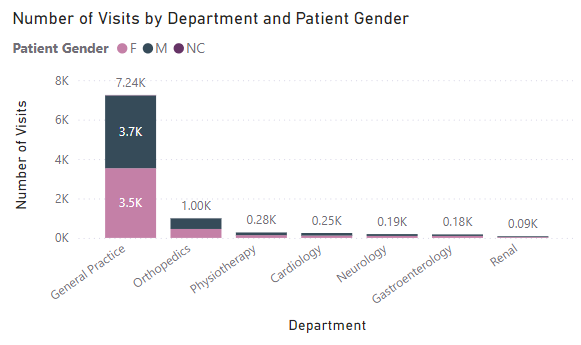 Number of Visits by Department and Patient Gender
Patient Gender F M NC
Number of Visits
8K
6K
4K
2K
0K
7.24K
3.7K
3.5K
1.00K
0.28K
0.25K
0.19K
0.18K
0.09K
General Practice
Orthopedics
Physiotherapy
Cardiology
Neurology
Gastroenterology
Renal
Department